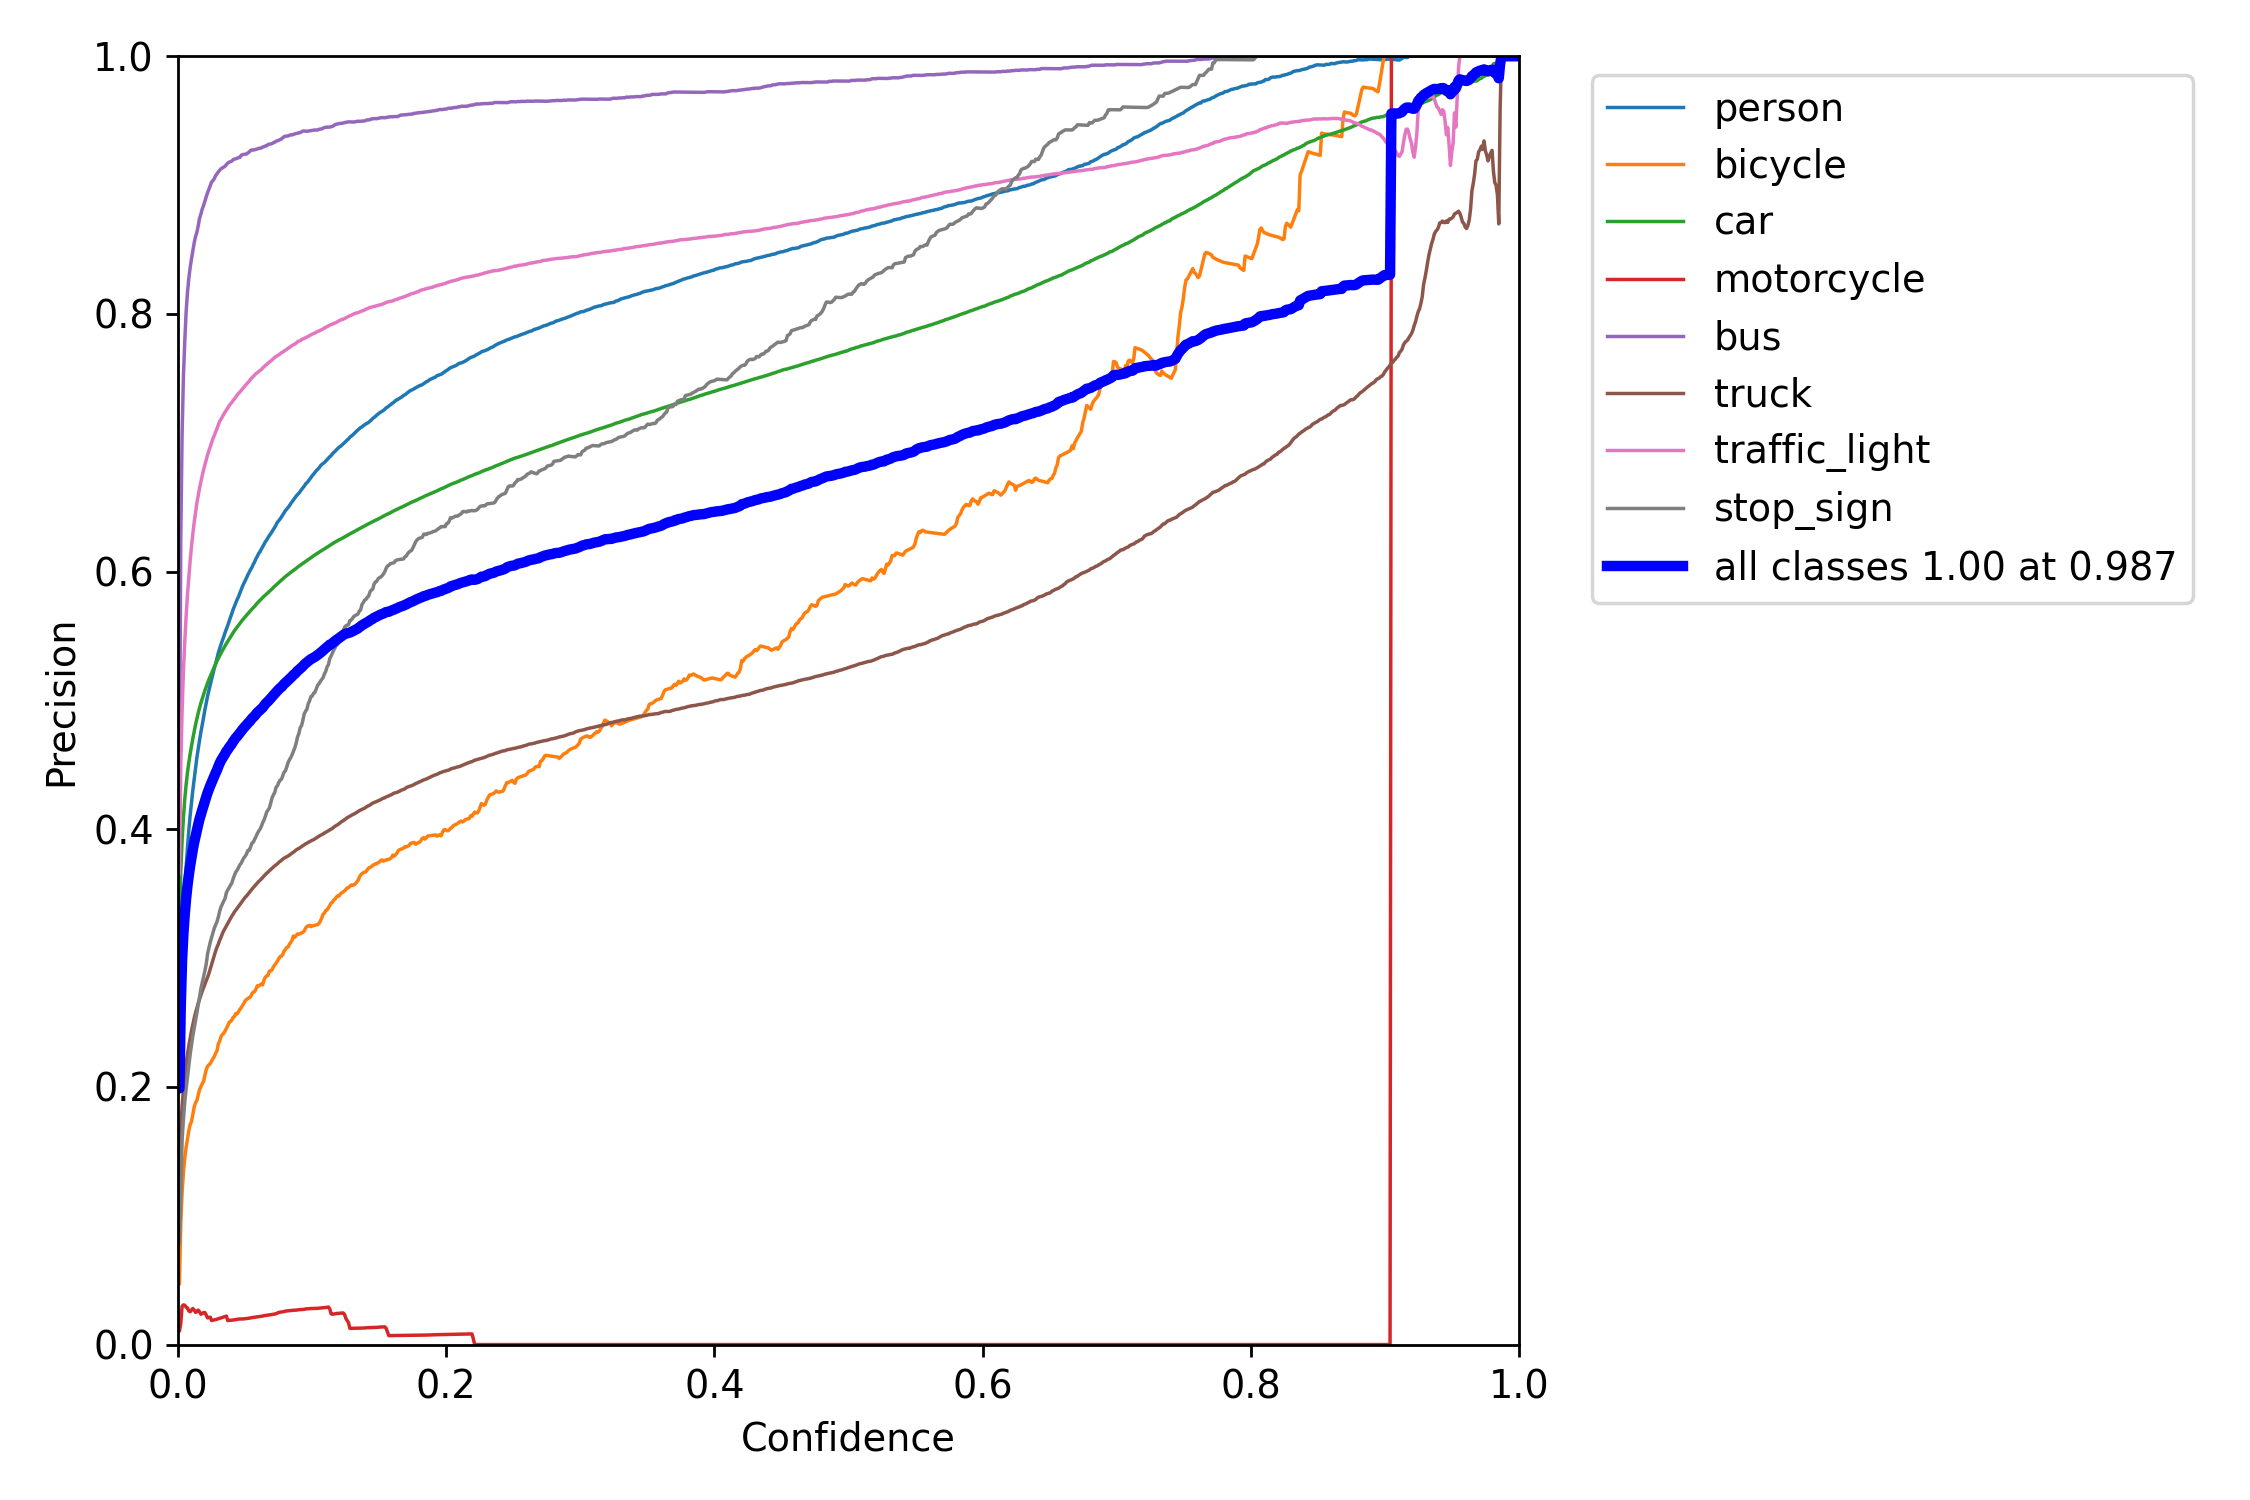 1.0
0.8
0.6
0.4
0.2
0.0
0.0 0.2 0.4 0.6 0.8 1.0
Precision
Confidence
person
bicycle
car
motorcycle
bus
truck
traffic_light
stop_sign
all classes 1.00 at 0.987